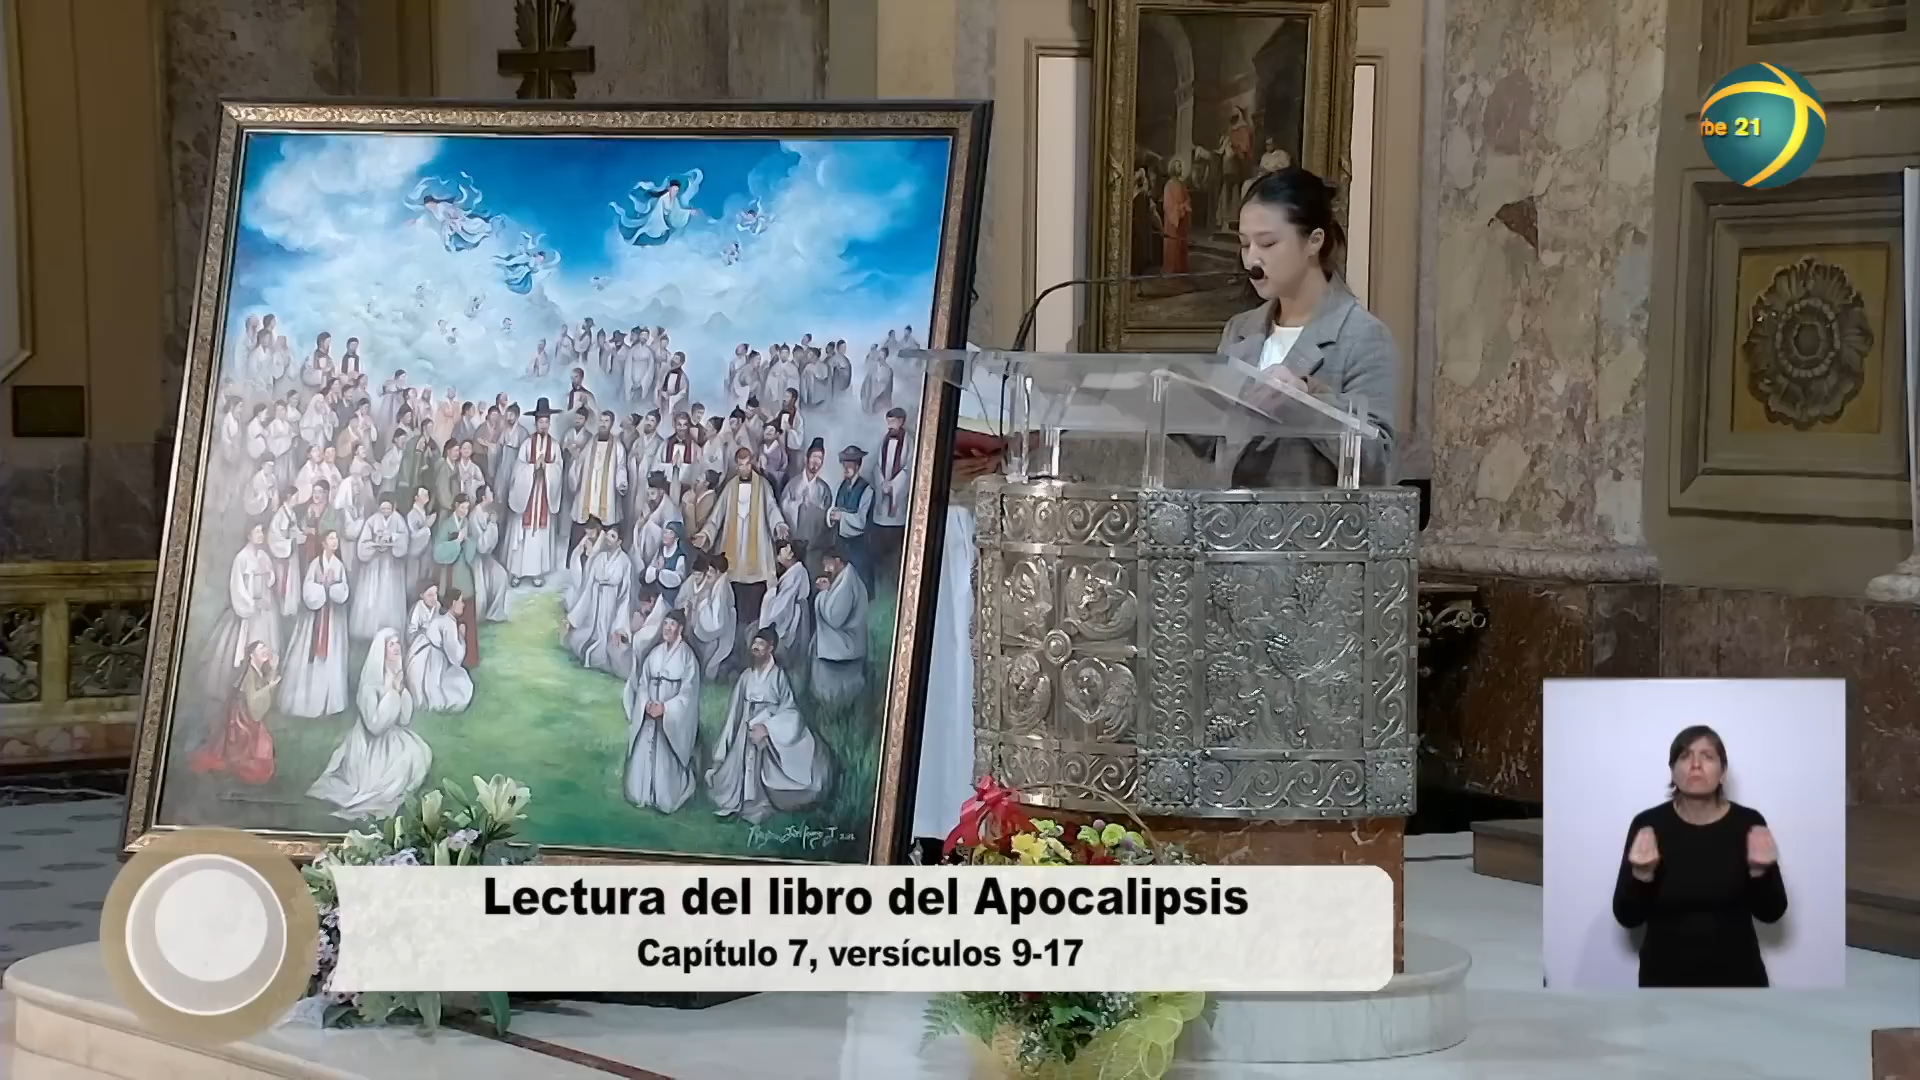 rbe 21
Lectura del libro del Apocalipsis
Capítulo 7, versículos 9-17